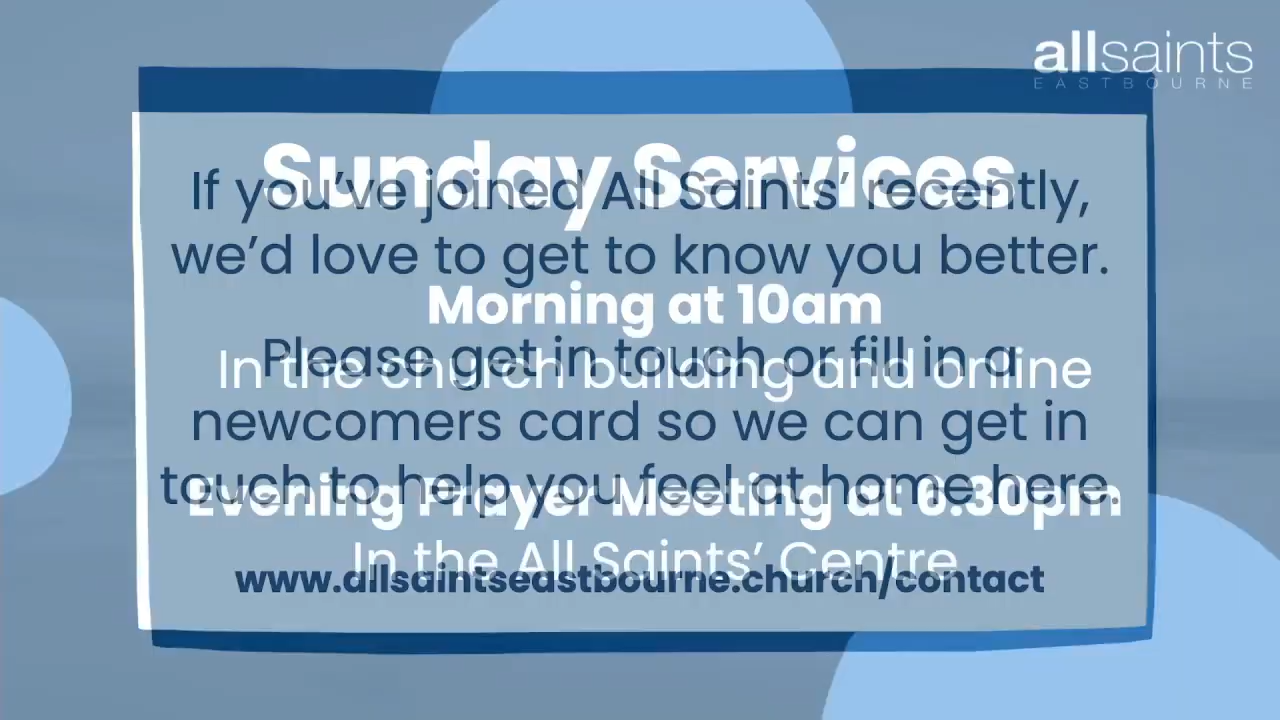 allsaints
EASTBOURNE
Sunday Services
Morning at 10am
In the church building and online
Evening Prayer Meeting at 6.30pm
In the All Saints’ Centre
If you’ve joined All Saints’ recently,
we’d love to get to know you better.
Please get in touch or fill in a
newcomers card so we can get in
touch to help you feel at home here.
www.allsaintseastbourne.church/contact